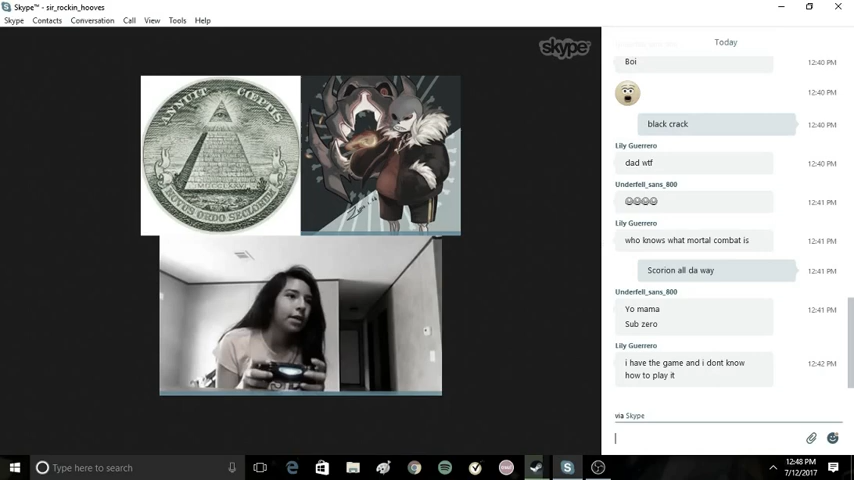 Skype™ - sir_rockin_hooves
Skype Contacts Conversation Call View Tools Help
skype
ANNUIT CŒPTIS
MDCCLXXVI
NOVUS ORDO SECLORUM
Today
Boi
12:40 PM
12:40 PM
black crack
12:40 PM
Lily Guerrero
dad wtf
12:40 PM
Underfell_sans_800
12:41 PM
Lily Guerrero
who knows what mortal combat is
12:41 PM
Scorion all da way
12:41 PM
Underfell_sans_800
Yo mama
12:41 PM
Sub zero
Lily Guerrero
i have the game and i dont know
12:42 PM
how to play it
via Skype
Type here to search
12:48 PM
7/12/2017